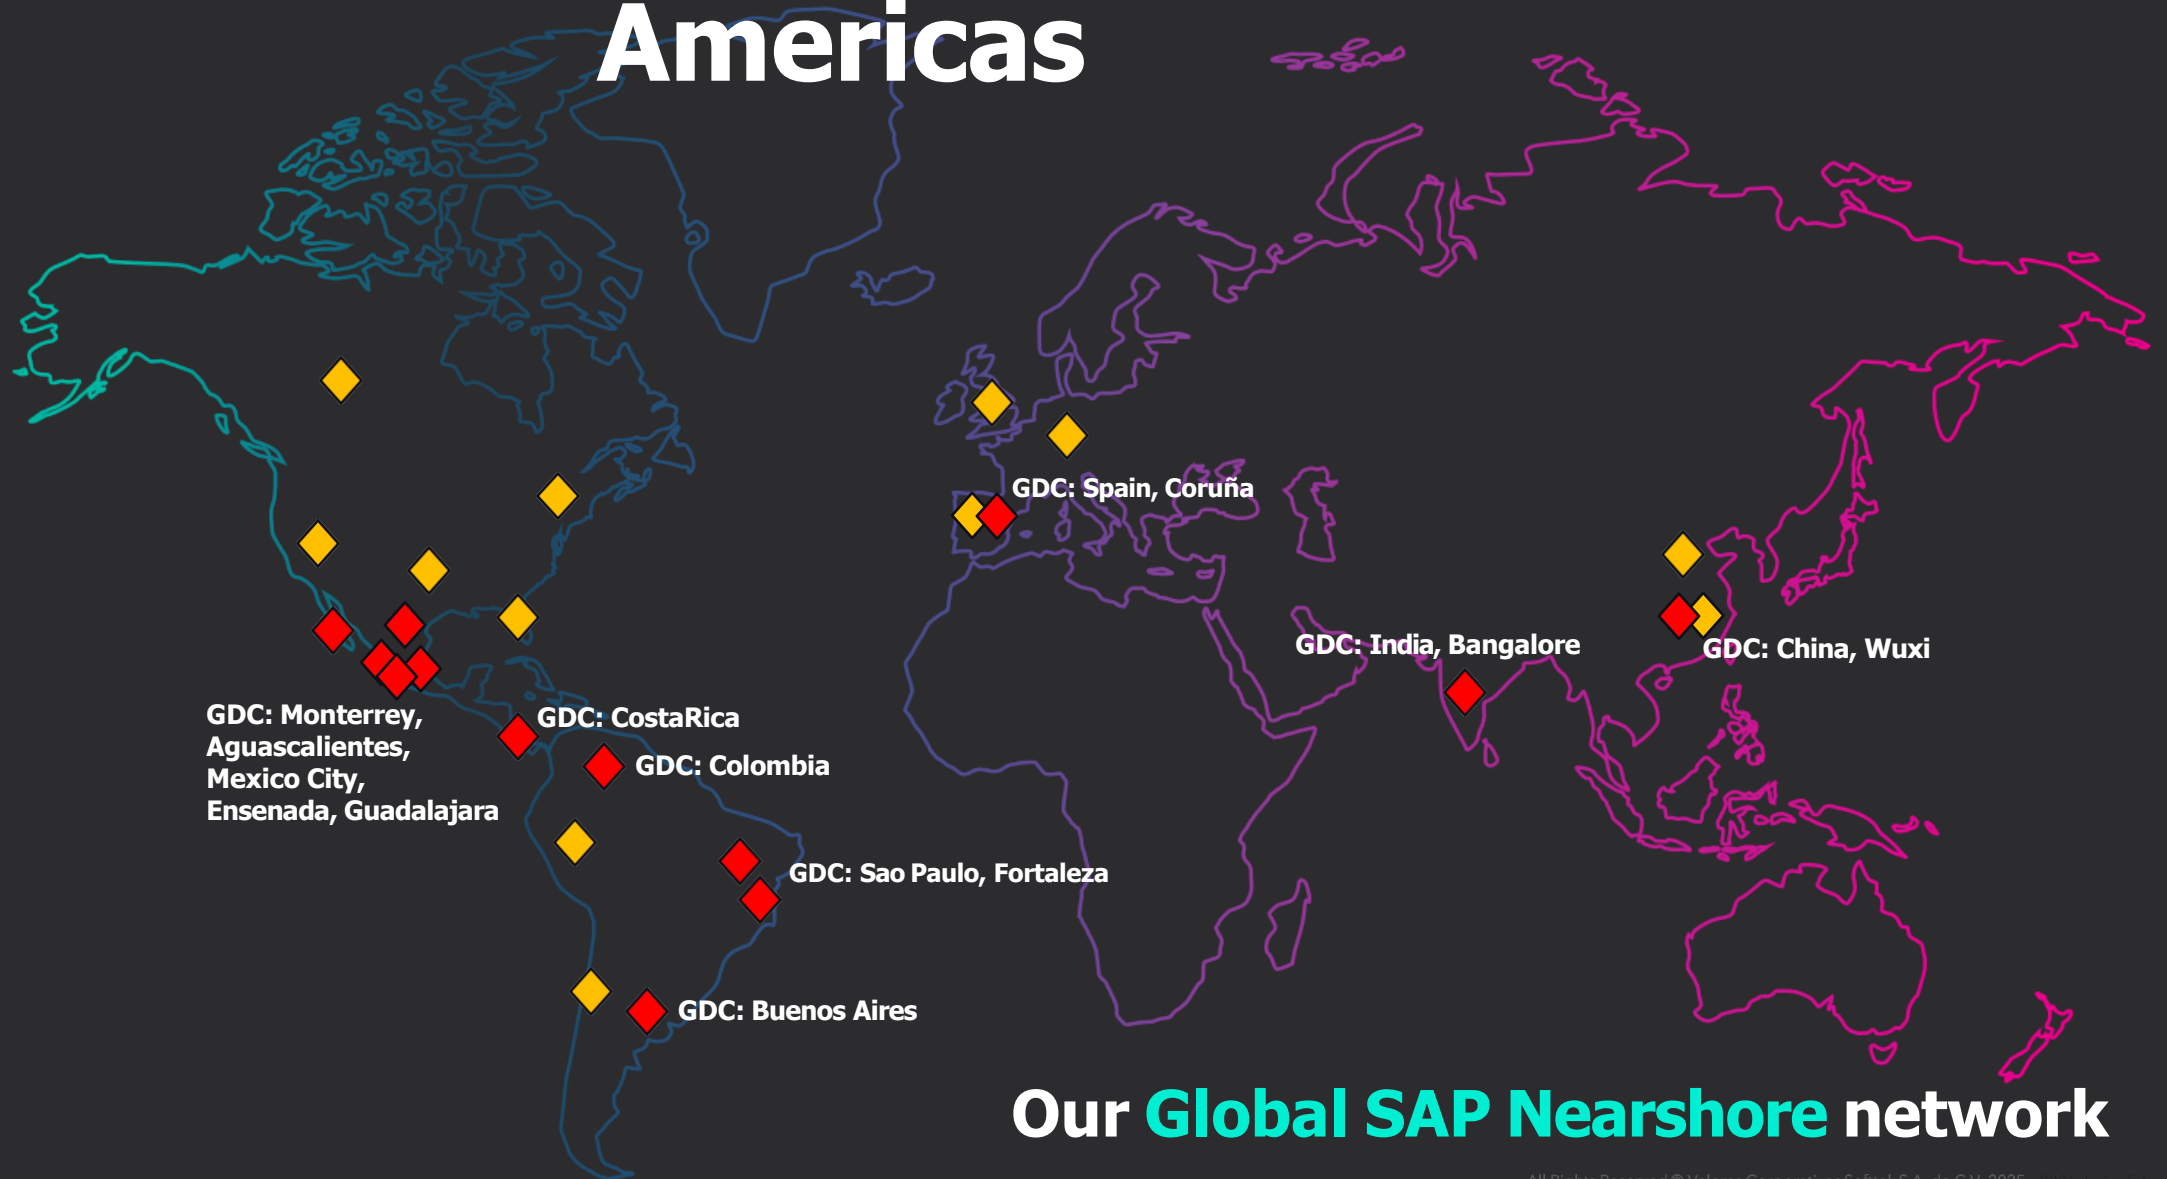 Americas
GDC: Spain, Coruña
GDC: India, Bangalore
GDC: China, Wuxi
GDC: Monterrey,
Aguascalientes,
Mexico City,
Ensenada, Guadalajara
GDC: CostaRica
GDC: Colombia
GDC: Sao Paulo, Fortaleza
GDC: Buenos Aires
Our Global SAP Nearshore network